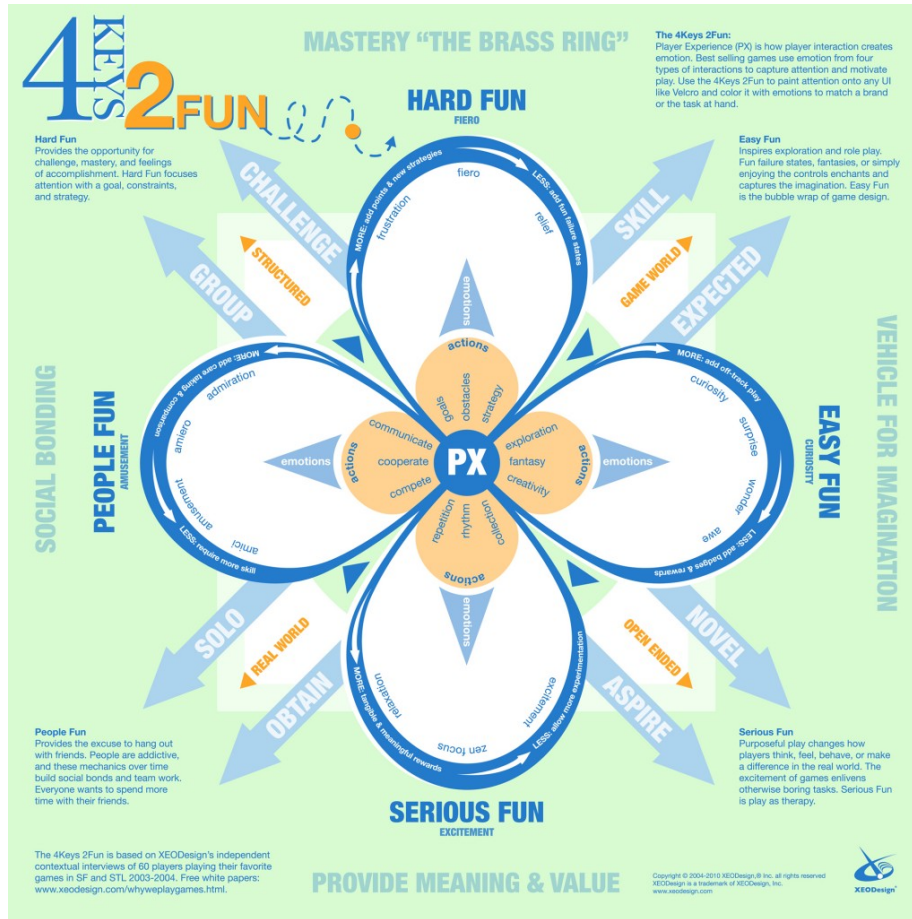 4 KEYS 2FUN
MASTERY “THE BRASS RING”
The 4Keys 2Fun:
Player Experience (PX) is how player interaction creates
emotion. Best selling games use emotion from four
types of interactions to capture attention and motivate
play. Use the 4Keys 2Fun to paint attention onto any UI
like Velcro and color it with emotions to match a brand
or the task at hand.
HARD FUN
FIERO
Hard Fun
Provides the opportunity for
challenge, mastery, and feelings
of accomplishment. Hard Fun focuses
attention with a goal, constraints,
and strategy.
Easy Fun
Inspires exploration and role play.
Fun failure states, fantasies, or simply
enjoying the controls enchants and
captures the imagination. Easy Fun
is the bubble wrap of game design.
CHALLENGE
SKILL
GROUP
EXPECTED
STRUCTURED
GAME WORLD
MORE: add points & new strategies
LESS: add fun failure states
frustration
fiero
relief
emotions
actions
goals
obstacles
strategy
SOCIAL BONDING
PEOPLE FUN
AMUSEMENT
MORE: add care taking & comparison
LESS: require more skill
admiration
amiero
amusement
amici
emotions
actions
communicate
cooperate
compete
PX
exploration
fantasy
creativity
actions
emotions
MORE: add off-track play
LESS: add badges & rewards
curiosity
surprise
wonder
awe
EASY FUN
CURIOSITY
VEHICLE FOR IMAGINATION
repetition
rhythm
collection
actions
emotions
relaxation
zen focus
excitement
MORE: tangible & meaningful rewards
LESS: allow more experimentation
SOLO
NOVEL
REAL WORLD
OPEN ENDED
OBTAIN
ASPIRE
SERIOUS FUN
EXCITEMENT
People Fun
Provides the excuse to hang out
with friends. People are addictive,
and these mechanics over time
build social bonds and team work.
Everyone wants to spend more
time with their friends.
Serious Fun
Purposeful play changes how
players think, feel, behave, or make
a difference in the real world. The
excitement of games enlivens
otherwise boring tasks. Serious Fun
is play as therapy.
The 4Keys 2Fun is based on XEODesign’s independent
contextual interviews of 60 players playing their favorite
games in SF and STL 2003-2004. Free white papers:
www.xeodesign.com/whyweplaygames.html.
PROVIDE MEANING & VALUE
Copyright © 2004-2010 XEODesign,® inc. all rights reserved
XEODesign is a trademark of XEODesign, Inc.
www.xeodesign.com
XEODesign®